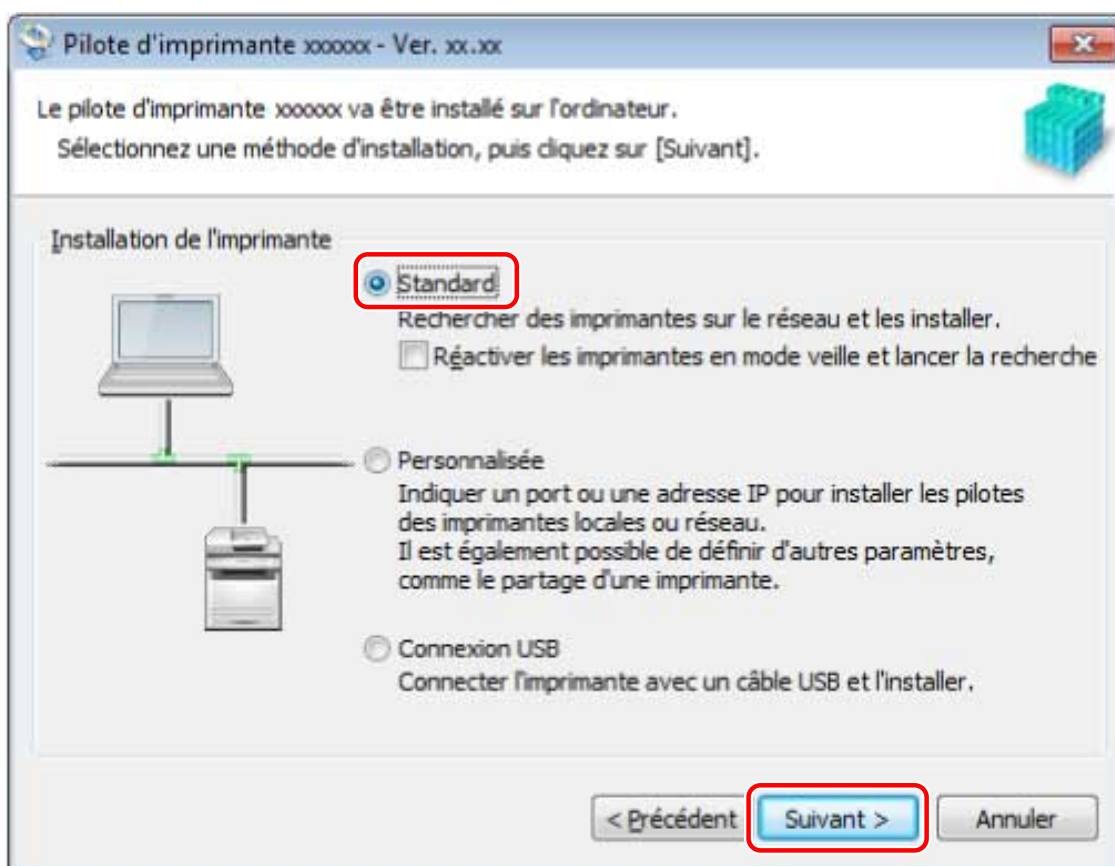 Pilote d'imprimante xxxxxx - Ver. xx.xx
Le pilote d'imprimante xxxxxx va être installé sur l'ordinateur.
Sélectionnez une méthode d'installation, puis cliquez sur [Suivant].
Installation de l'imprimante
Standard
Rechercher des imprimantes sur le réseau et les installer.
Réactiver les imprimantes en mode veille et lancer la recherche
Personnalisée
Indiquer un port ou une adresse IP pour installer les pilotes
des imprimantes locales ou réseau.
Il est également possible de définir d'autres paramètres,
comme le partage d'une imprimante.
Connexion USB
Connecter l'imprimante avec un câble USB et l'installer.
< Précédent
Suivant >
Annuler